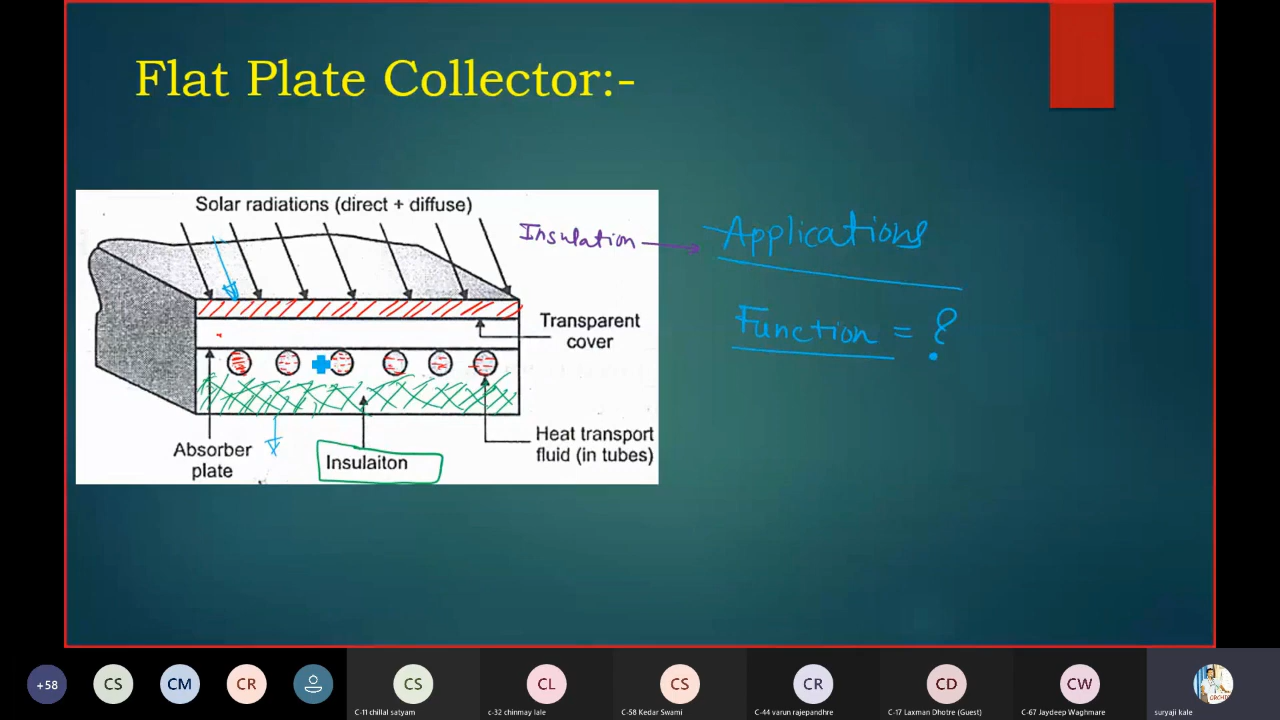 Flat Plate Collector:-
Solar radiations (direct + diffuse)
Insulation
Applications
Function = ?
Transparent
cover
Absorber
plate
Insulaiton
Heat transport
fluid (in tubes)
+58
CS
CM
CR
CS
C-11 chillal satyam
CL
c-32 chinmay lale
CS
C-58 Kedar Swami
CR
C-44 varun rajepandhre
CD
C-17 Laxman Dhotre (Guest)
CW
C-67 Jaydeep Waghmare
suryaji kale